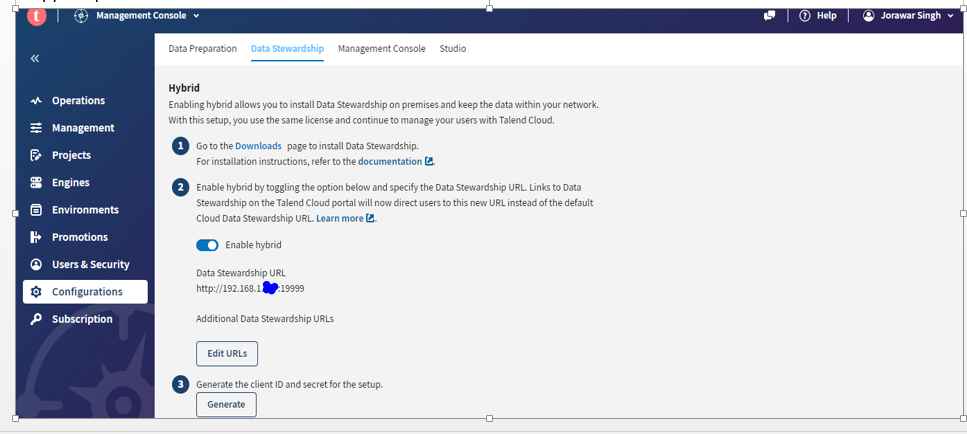 t Management Console
Help Jorawar Singh
Data Preparation Data Stewardship Management Console Studio
Operations
Management
Projects
Engines
Environments
Promotions
Users & Security
Configurations
Subscription
Hybrid
Enabling hybrid allows you to install Data Stewardship on premises and keep the data within your network.
With this setup, you use the same license and continue to manage your users with Talend Cloud.
1 Go to the Downloads page to install Data Stewardship.
For installation instructions, refer to the documentation .
2 Enable hybrid by toggling the option below and specify the Data Stewardship URL. Links to Data
Stewardship on the Talend Cloud portal will now direct users to this new URL instead of the default
Cloud Data Stewardship URL. Learn more .
Enable hybrid
Data Stewardship URL
http://192.168.1 :19999
Additional Data Stewardship URLs
Edit URLs
3 Generate the client ID and secret for the setup.
Generate